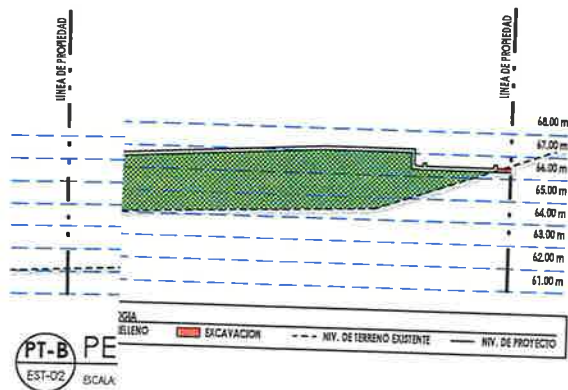 LINEA DE PROPIEDAD
LINEA DE PROPIEDAD
68.00 m
67.00 m
66.00 m
65.00 m
64.00 m
63.00 m
62.00 m
61.00 m
EXCAVACION
NIV. DE TERRENO EXISTENTE
NIV. DE PROYECTO
PT-B
EST-02
PE
ESCALA: